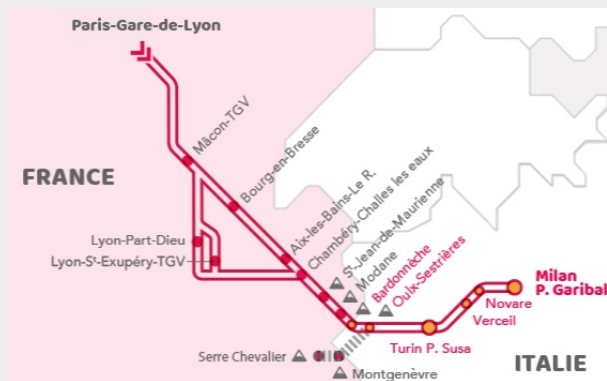 Paris-Gare-de-Lyon
Mâcon-TGV
FRANCE
Bourg-en-Bresse
Aix-les-Bains-Le R.
Chambéry-Challes les eaux
St-Jean-de-Maurienne
Modane
Bardonnèche
Oulx-Sestrières
Lyon-Part-Dieu
Lyon-St-Exupéry-TGV
Milan
P. Garibal
Novare
Verceil
Turin P. Susa
Serre Chevalier
Montgenèvre
ITALIE